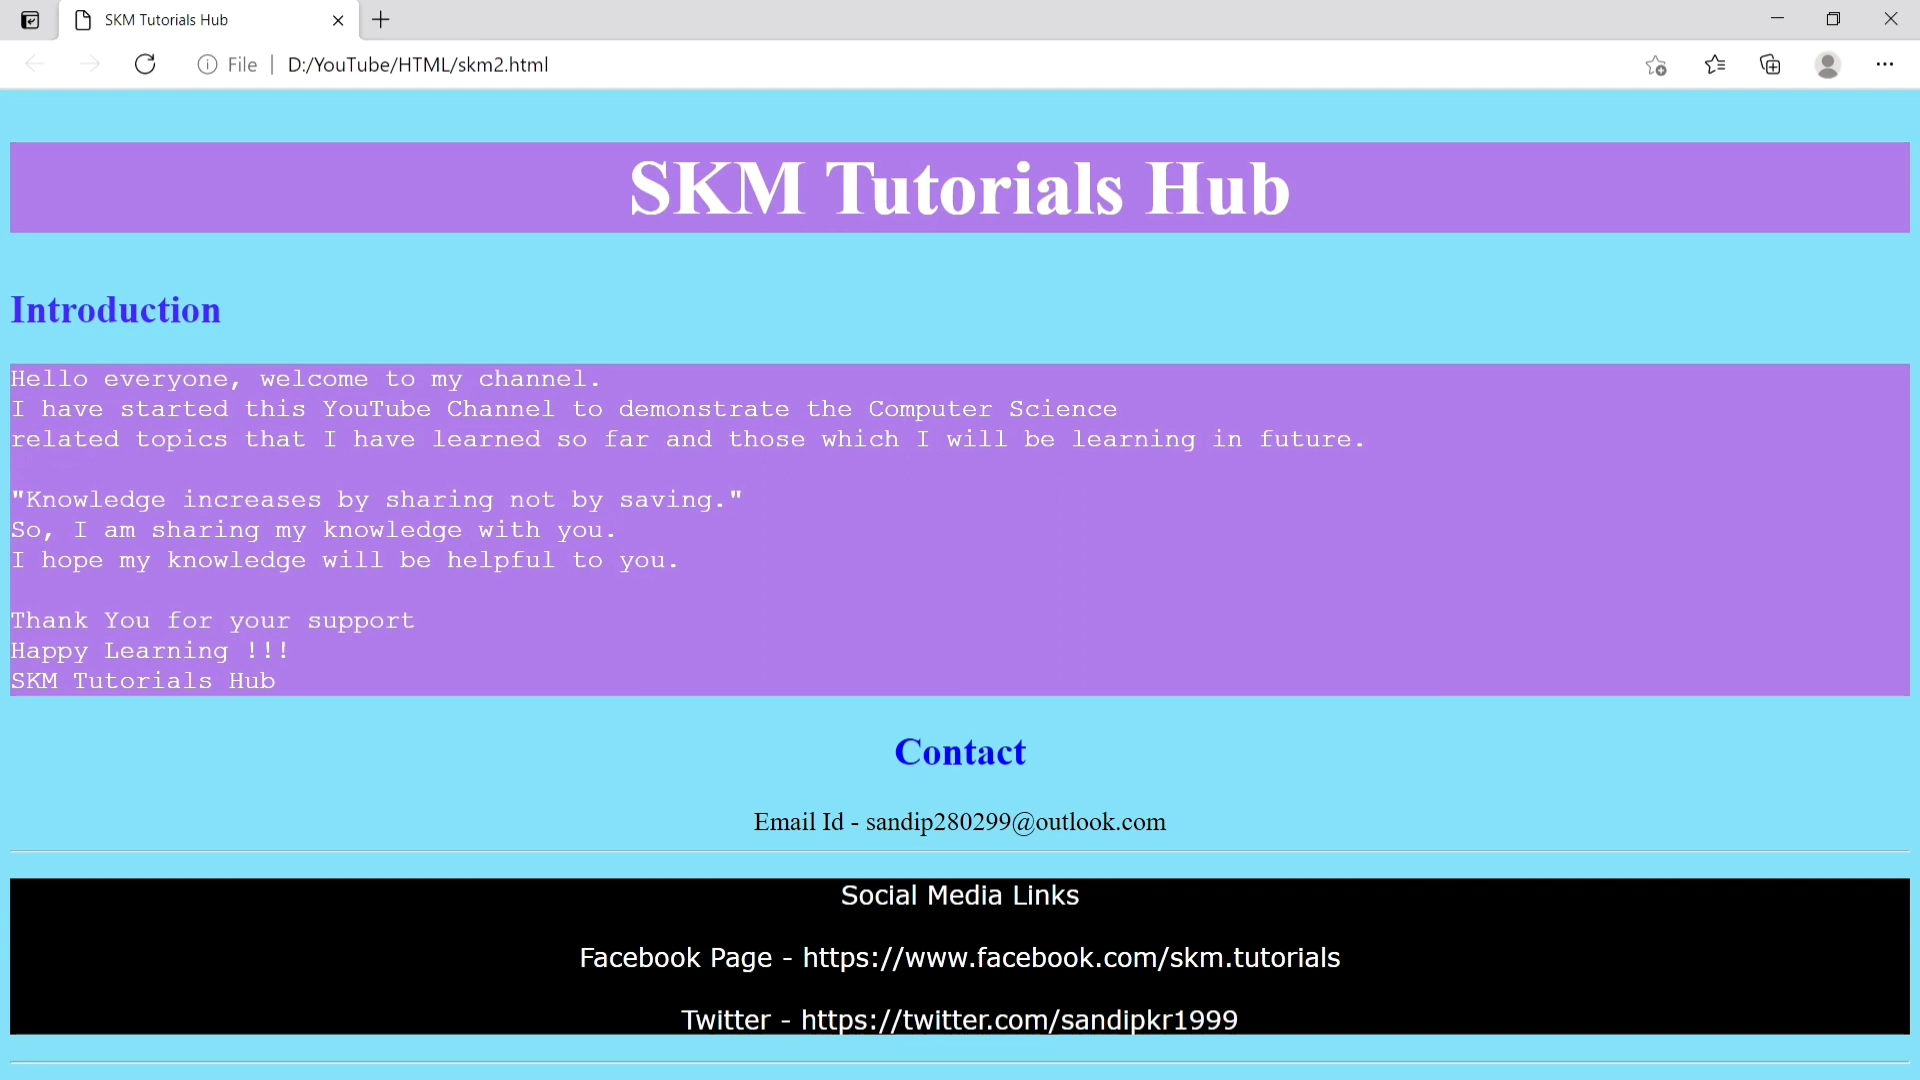 SKM Tutorials Hub
File | D:/YouTube/HTML/skm2.html
SKM Tutorials Hub
Introduction
Hello everyone, welcome to my channel.
I have started this YouTube Channel to demonstrate the Computer Science
related topics that I have learned so far and those which I will be learning in future.
"Knowledge increases by sharing not by saving."
So, I am sharing my knowledge with you.
I hope my knowledge will be helpful to you.
Thank You for your support
Happy Learning !!!
SKM Tutorials Hub
Contact
Email Id - sandip280299@outlook.com
Social Media Links
Facebook Page - https://www.facebook.com/skm.tutorials
Twitter - https://twitter.com/sandipkr1999